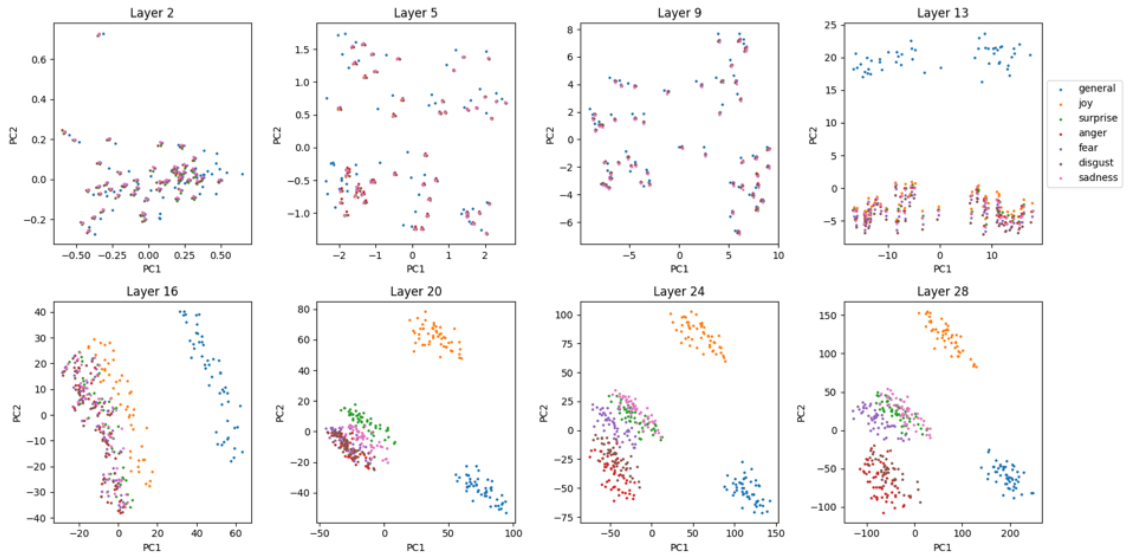 Layer 2
0.6
0.4
0.2
0.0
−0.2
PC2
−0.50
−0.25
0.00
0.25
0.50
PC1
Layer 5
1.5
1.0
0.5
0.0
−0.5
−1.0
PC2
−2
−1
0
1
2
PC1
Layer 9
8
6
4
2
0
−2
−4
−6
PC2
−5
0
5
10
PC1
Layer 13
25
20
15
10
5
0
−5
PC2
−10
0
10
PC1
general
joy
surprise
anger
fear
disgust
sadness
Layer 16
40
30
20
10
0
−10
−20
−30
−40
PC2
−20
0
20
40
60
PC1
Layer 20
80
60
40
20
0
−20
−40
PC2
−50
0
50
100
PC1
Layer 24
100
75
50
25
0
−25
−50
−75
PC2
−50
0
50
100
150
PC1
Layer 28
150
100
50
0
−50
−100
PC2
−100
0
100
200
PC1